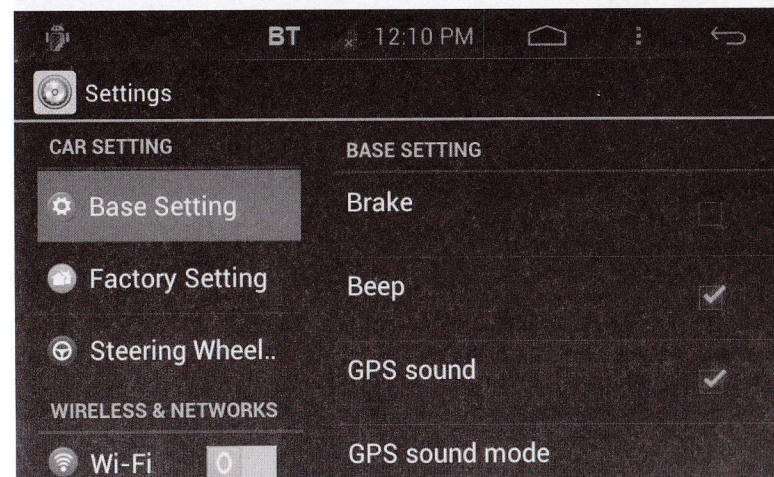 BT 12:10 PM
Settings
CAR SETTING
Base Setting
Factory Setting
Steering Wheel..
WIRELESS & NETWORKS
Wi-Fi
BASE SETTING
Brake
Beep
GPS sound
GPS sound mode